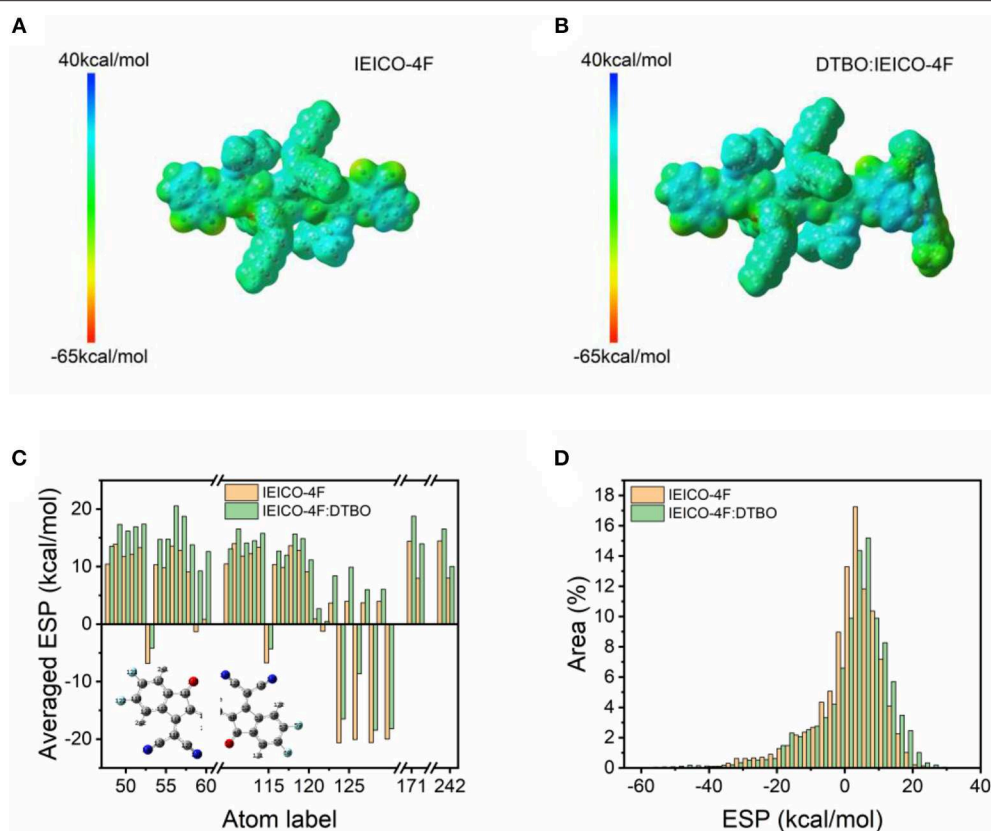 A
40kcal/mol
IEICO-4F
-65kcal/mol
B
40kcal/mol
DTBO:IEICO-4F
-65kcal/mol
C
IEICO-4F
IEICO-4F:DTBO
Averaged ESP (kcal/mol)
20
10
0
-10
-20
50 55 60 115 120 125 171 242
Atom label
D
IEICO-4F
IEICO-4F:DTBO
Area (%)
18
16
14
12
10
8
6
4
2
0
-60 -40 -20 0 20 40
ESP (kcal/mol)